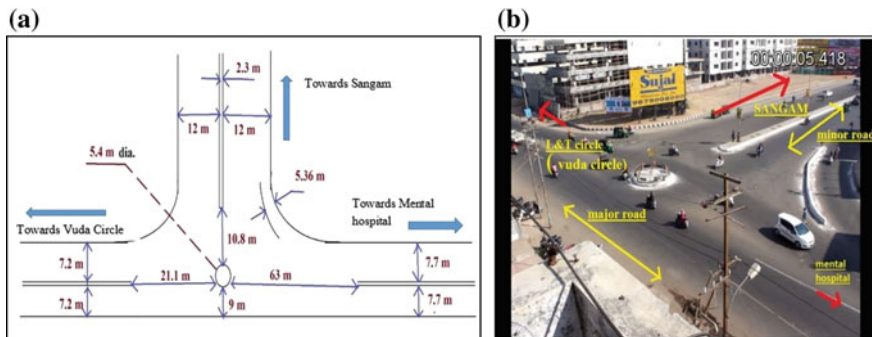 (a)
2.3 m
Towards Sangam
12 m
12 m
5.4 m dia.
5.36 m
Towards Mental
hospital
Towards Vuda Circle
10.8 m
7.2 m
7.7 m
21.1 m
63 m
7.2 m
9 m
7.7 m
(b)
00:00:05.418
Sujal
SANGAM
minor road
L&T circle
(vuda circle)
major road
mental
hospital